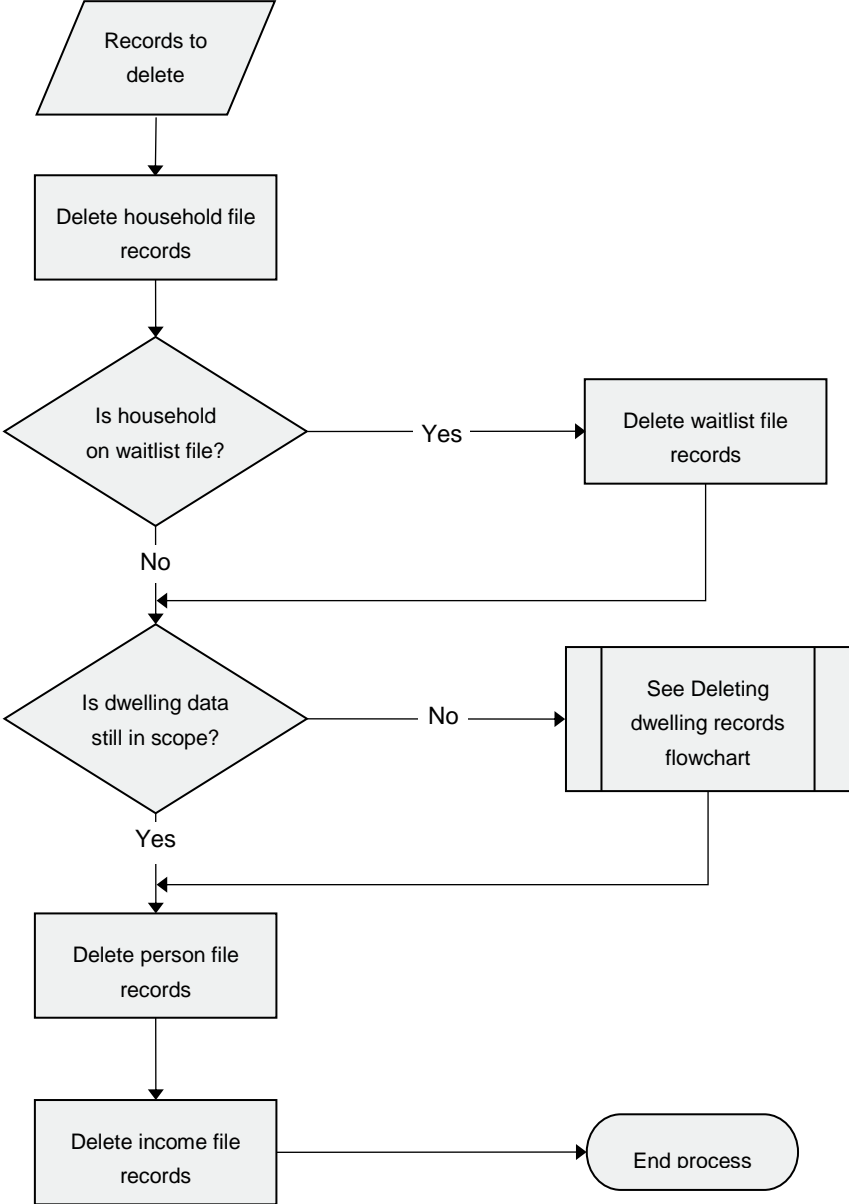 Records to
delete
Delete household file
records
Is household
on waitlist file?
Yes
Delete waitlist file
records
No
Is dwelling data
still in scope?
No
See Deleting
dwelling records
flowchart
Yes
Delete person file
records
Delete income file
records
End process